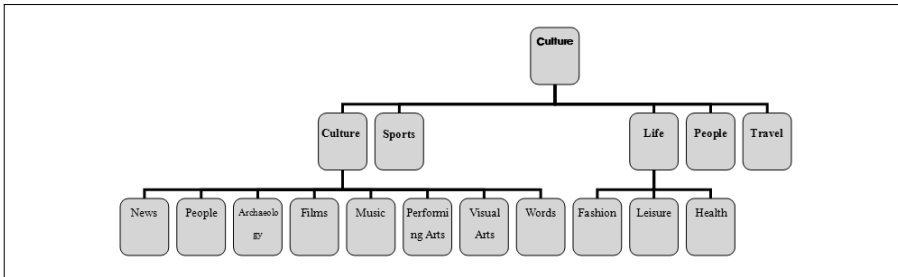 Culture
Culture
Sports
Life
People
Travel
News
People
Archaeolo
gy
Films
Music
Performi
ng Arts
Visual
Arts
Words
Fashion
Leisure
Health